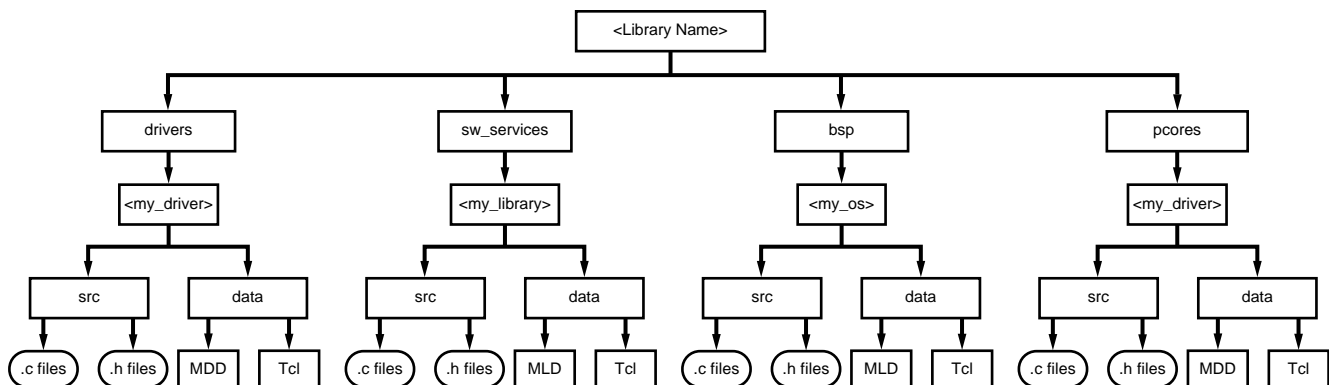 <Library Name>
drivers
sw_services
bsp
pcores
<my_driver>
<my_library>
<my_os>
<my_driver>
src
data
src
data
src
data
src
data
.c files
.h files
MDD
Tcl
.c files
.h files
MLD
Tcl
.c files
.h files
MLD
Tcl
.c files
.h files
MDD
Tcl